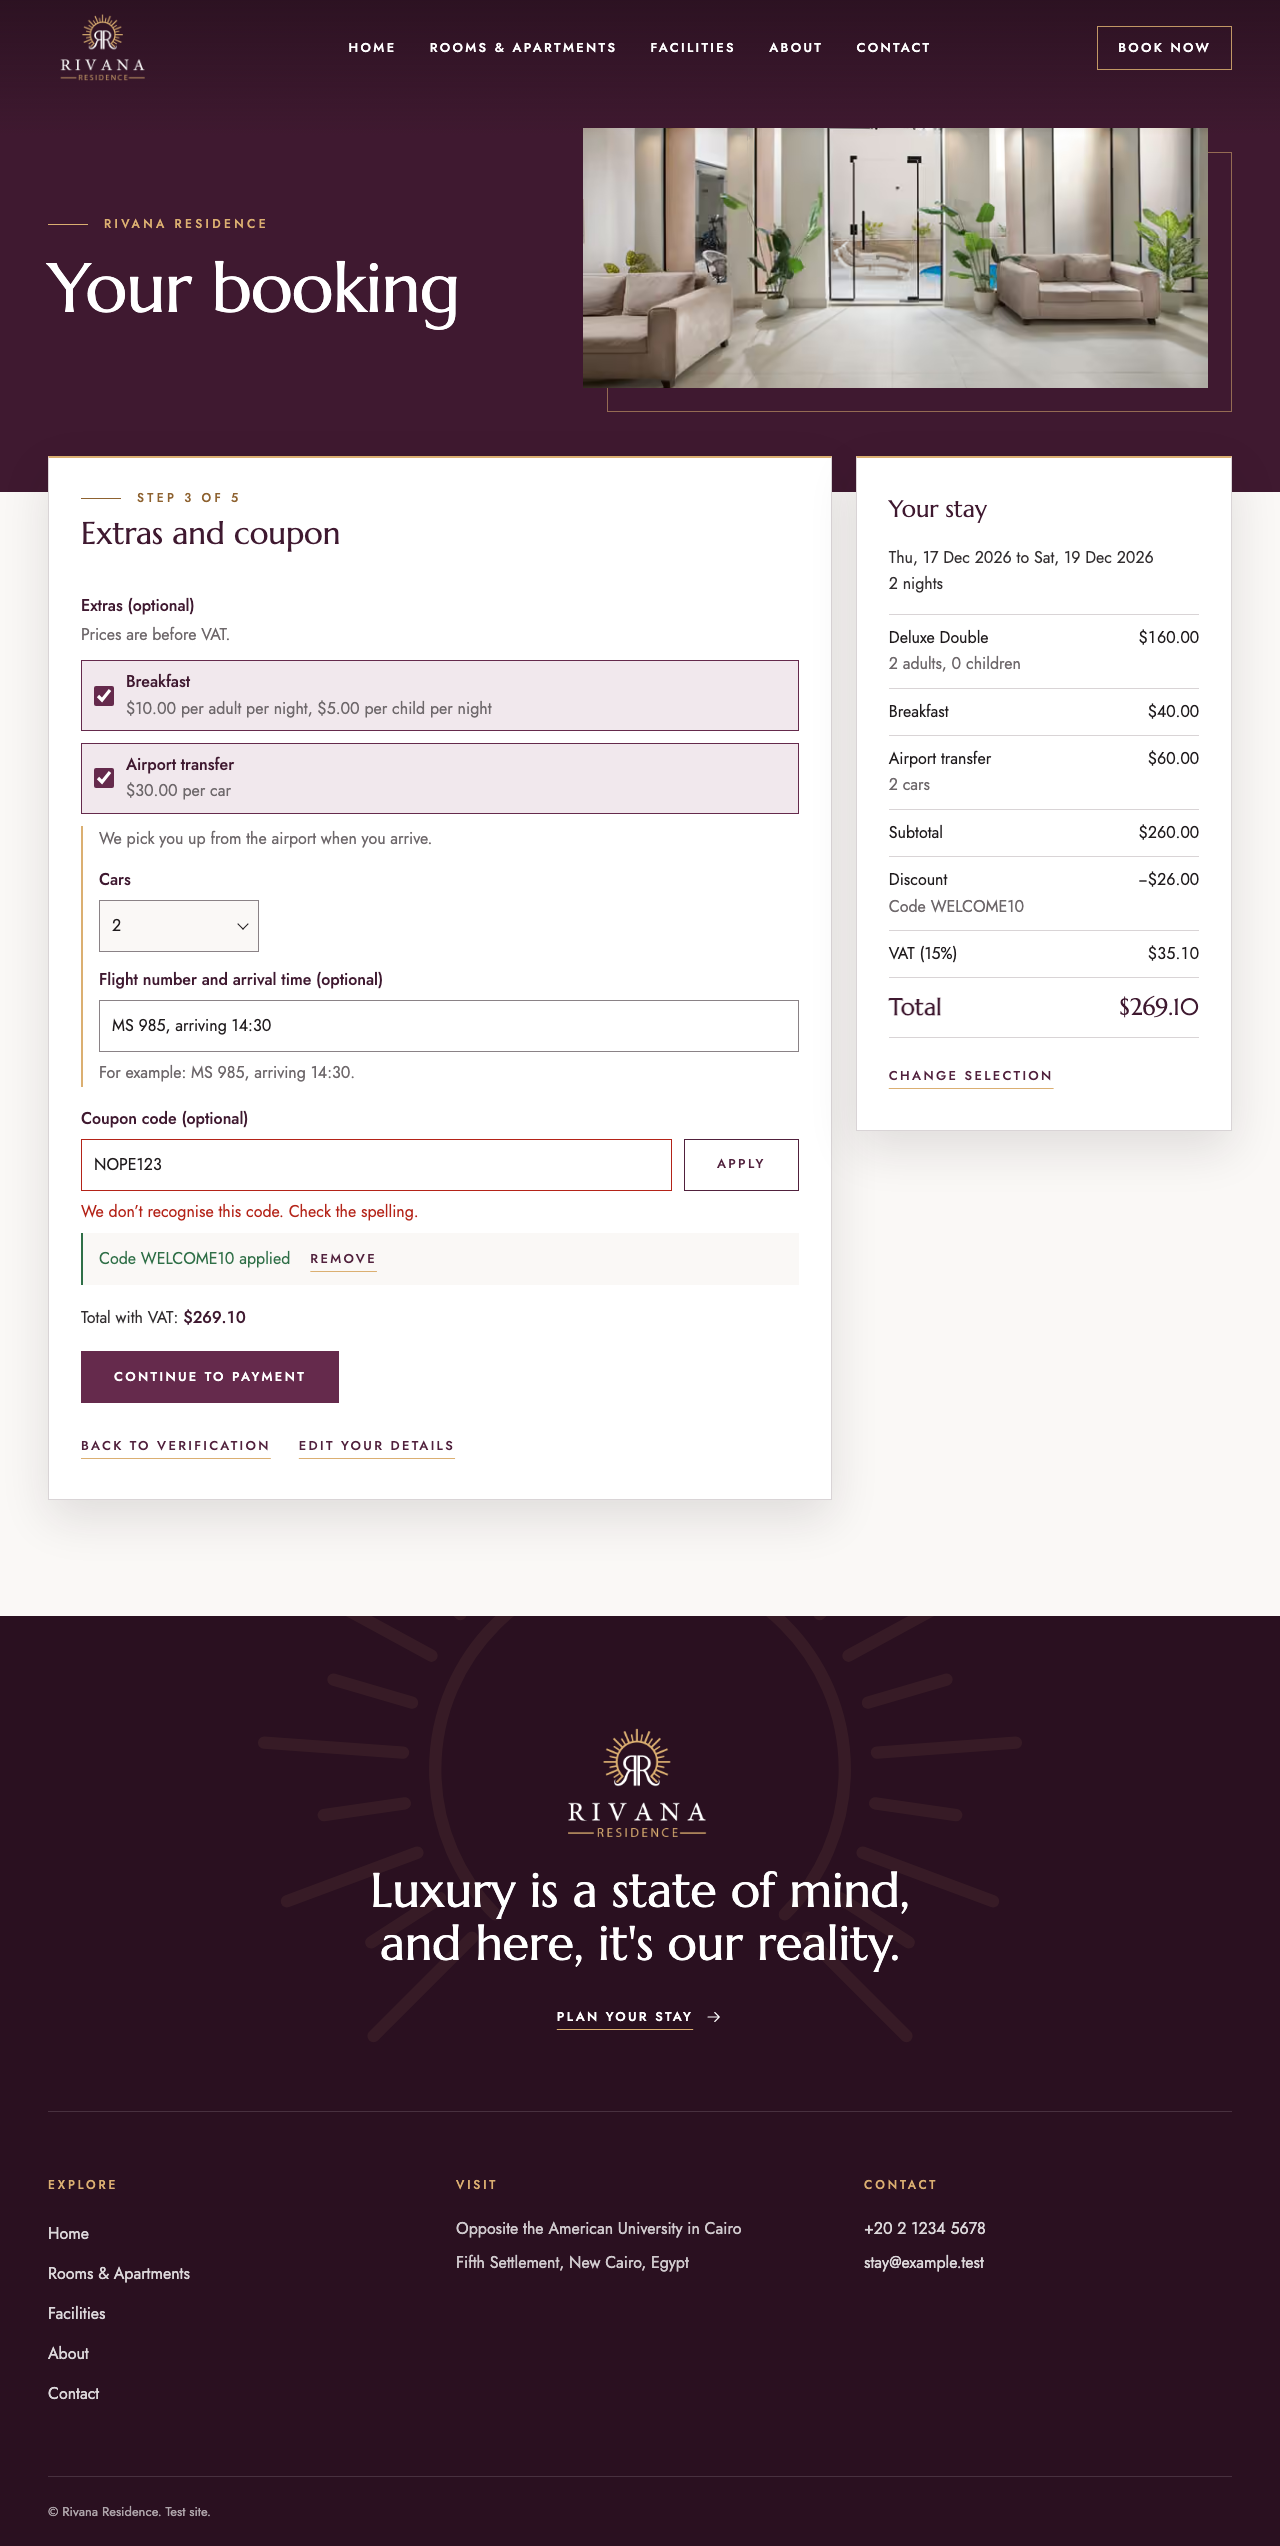 RIVANA
RESIDENCE
HOME
ROOMS & APARTMENTS
FACILITIES
ABOUT
CONTACT
BOOK NOW
RIVANA RESIDENCE
Your booking
STEP 3 OF 5
Extras and coupon
Extras (optional)
Prices are before VAT.
Breakfast
$10.00 per adult per night, $5.00 per child per night
Airport transfer
$30.00 per car
We pick you up from the airport when you arrive.
Cars
2
Flight number and arrival time (optional)
MS 985, arriving 14:30
For example: MS 985, arriving 14:30.
Coupon code (optional)
NOPE123
APPLY
We don’t recognise this code. Check the spelling.
Code WELCOME10 applied
REMOVE
Total with VAT: $269.10
CONTINUE TO PAYMENT
BACK TO VERIFICATION
EDIT YOUR DETAILS
Your stay
Thu, 17 Dec 2026 to Sat, 19 Dec 2026
2 nights
Deluxe Double $160.00
2 adults, 0 children
Breakfast $40.00
Airport transfer $60.00
2 cars
Subtotal $260.00
Discount −$26.00
Code WELCOME10
VAT (15%) $35.10
Total $269.10
CHANGE SELECTION
RIVANA
RESIDENCE
Luxury is a state of mind,
and here, it's our reality.
PLAN YOUR STAY →
EXPLORE
Home
Rooms & Apartments
Facilities
About
Contact
VISIT
Opposite the American University in Cairo
Fifth Settlement, New Cairo, Egypt
CONTACT
+20 2 1234 5678
stay@example.test
© Rivana Residence. Test site.